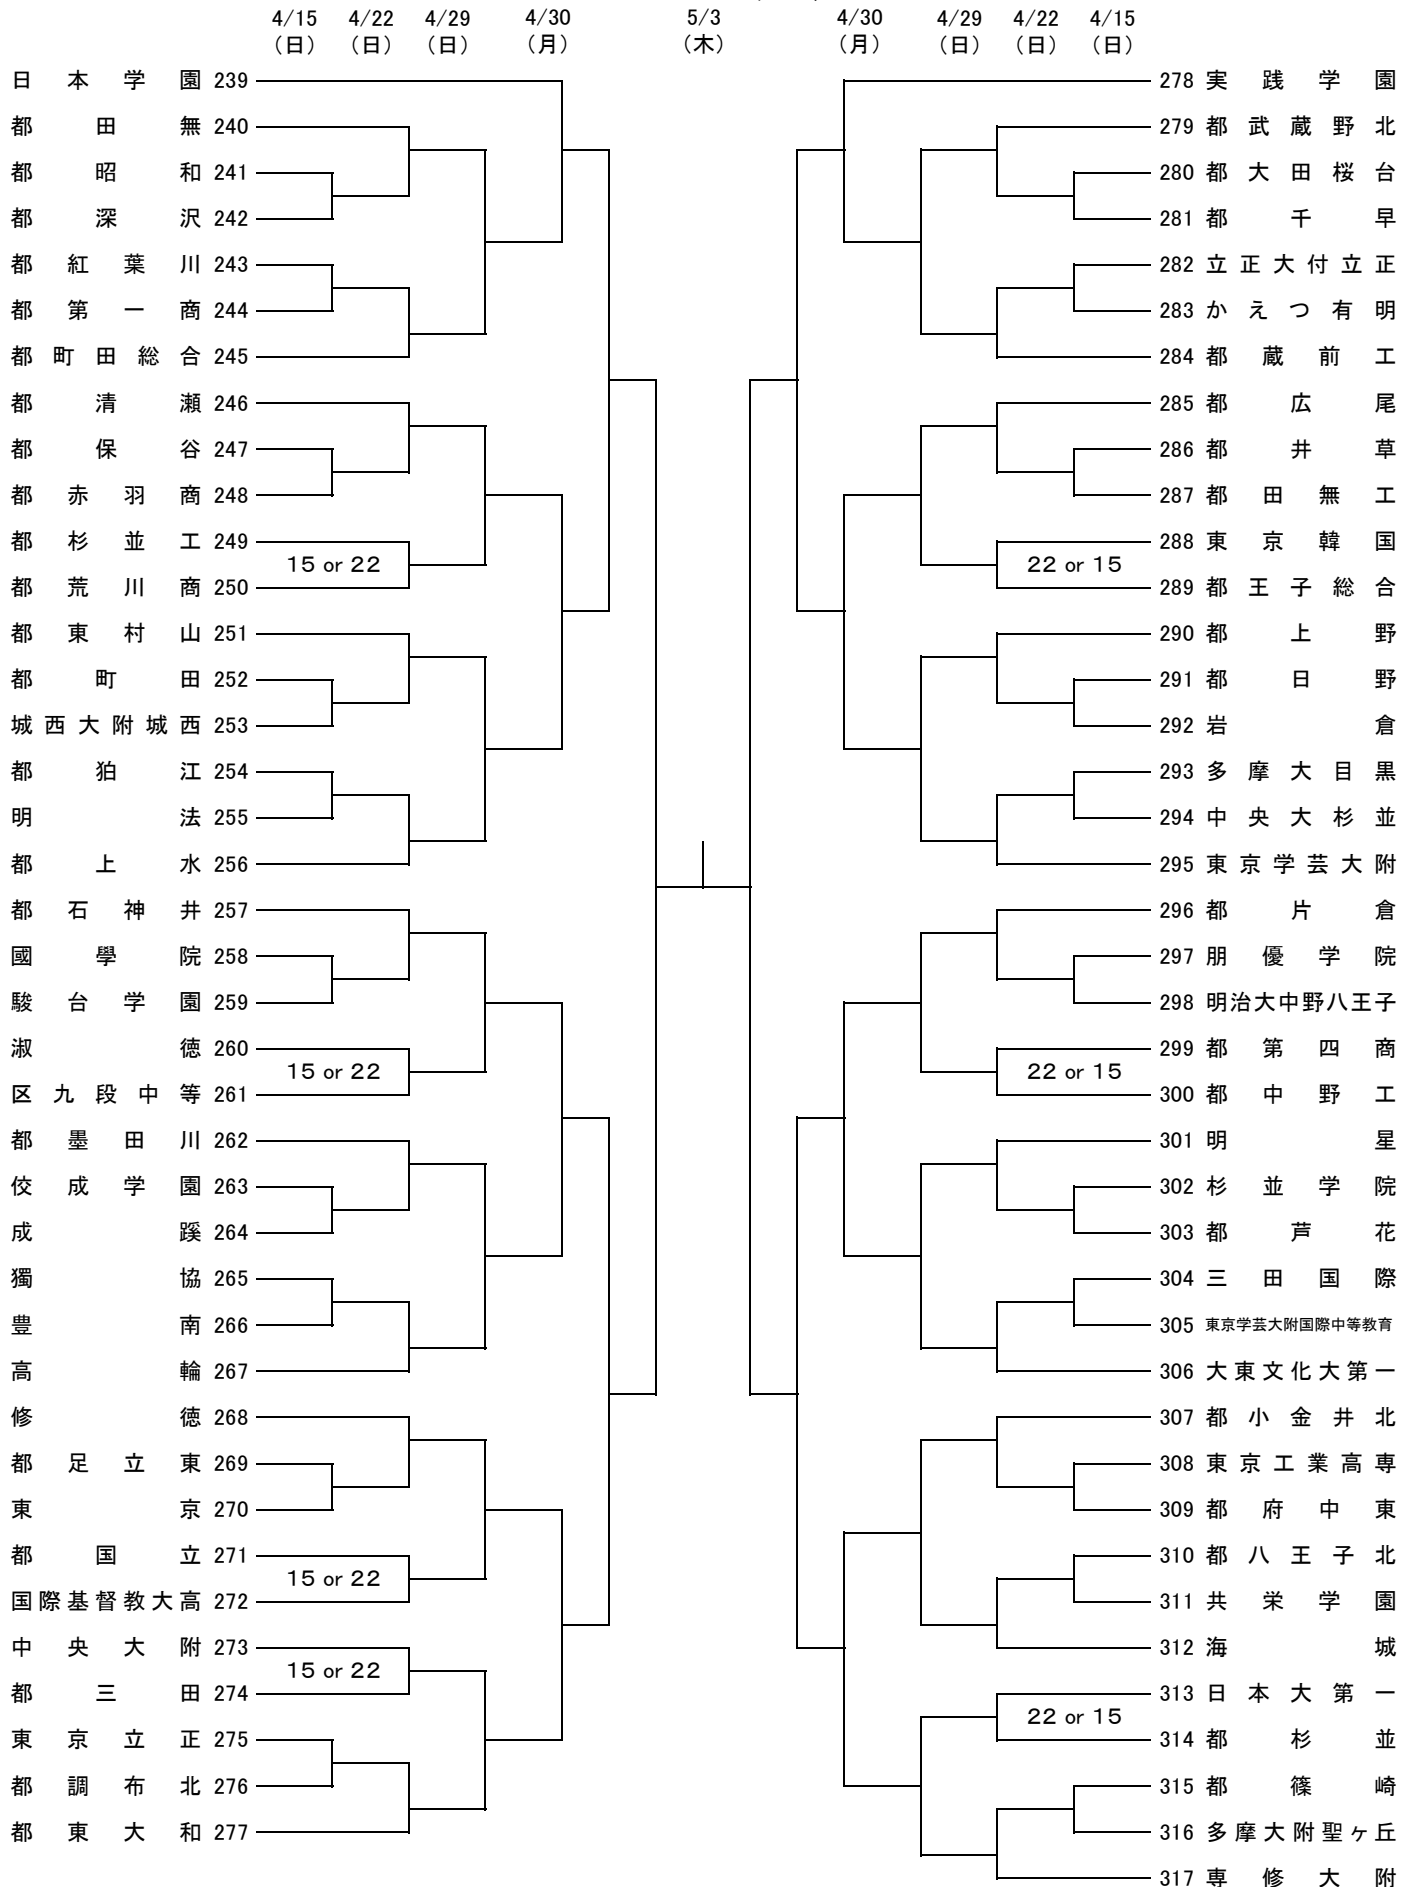 4/15 4/22 4/29 4/30 5/3 4/30 4/29 4/22 4/15
（日） （日） （日） （月） （木） （月） （日） （日） （日）
日本学園 239 278 実践学園
都田無 240 279 都武蔵野北
都昭和 241 280 都大田桜台
都深沢 242 281 都千早
都紅葉川 243 282 立正大付立正
都第一商 244 283 かえつ有明
都町田総合 245 284 都蔵前工
都清瀬 246 285 都広尾
都保谷 247 286 都井草
都赤羽商 248 287 都田無工
都杉並工 249 288 東京韓国
15 or 22 22 or 15
都荒川商 250 289 都王子総合
都東村山 251 290 都上野
都町田 252 291 都日野
城西大附城西 253 292 岩倉
都狛江 254 293 多摩大目黒
明法 255 294 中央大杉並
都上水 256 295 東京学芸大附
都石神井 257 296 都片倉
國學院 258 297 朋優学院
駿台学園 259 298 明治大中野八王子
淑徳 260 299 都第四商
15 or 22 22 or 15
区九段中等 261 300 都中野工
都墨田川 262 301 明星
佼成学園 263 302 杉並学院
成蹊 264 303 都芦花
獨協 265 304 三田国際
豊南 266 305 東京学芸大附国際中等教育
高輪 267 306 大東文化大第一
修徳 268 307 都小金井北
都足立東 269 308 東京工業高専
東京 270 309 都府中東
都国立 271 310 都八王子北
15 or 22
国際基督教大高 272 311 共栄学園
中央大附 273 312 海城
15 or 22
都三田 274 313 日本大第一
22 or 15
東京立正 275 314 都杉並
都調布北 276 315 都篠崎
都東大和 277 316 多摩大附聖ヶ丘
317 専修大附